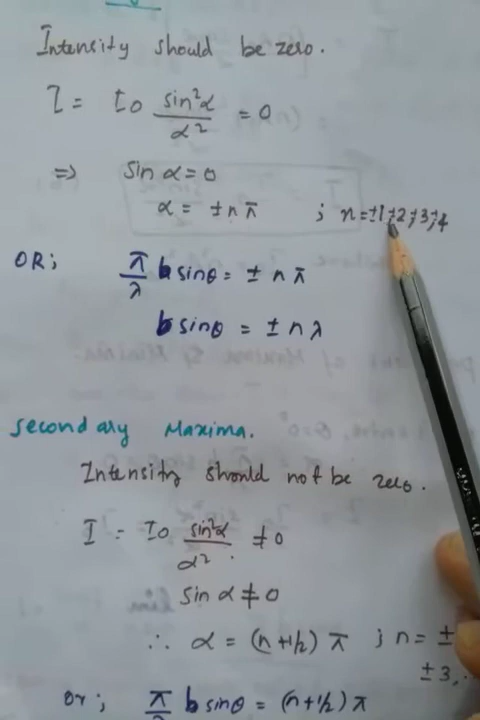 Intensity should be zero.
I = Io sin²α / α² = 0
⇒ Sin α = 0
α = ± n π ; n = ±1, ±2, ±3, ±4
OR; π/λ b sinθ = ± n π
b sinθ = ± n λ
Secondary Maxima.
Intensity should not be zero.
I = Io sin²α / α² ≠ 0
Sin α ≠ 0
∴ α = (n+1/2) π ; n = ±
±3, ..
or; π b sinθ = (n+1/2) π